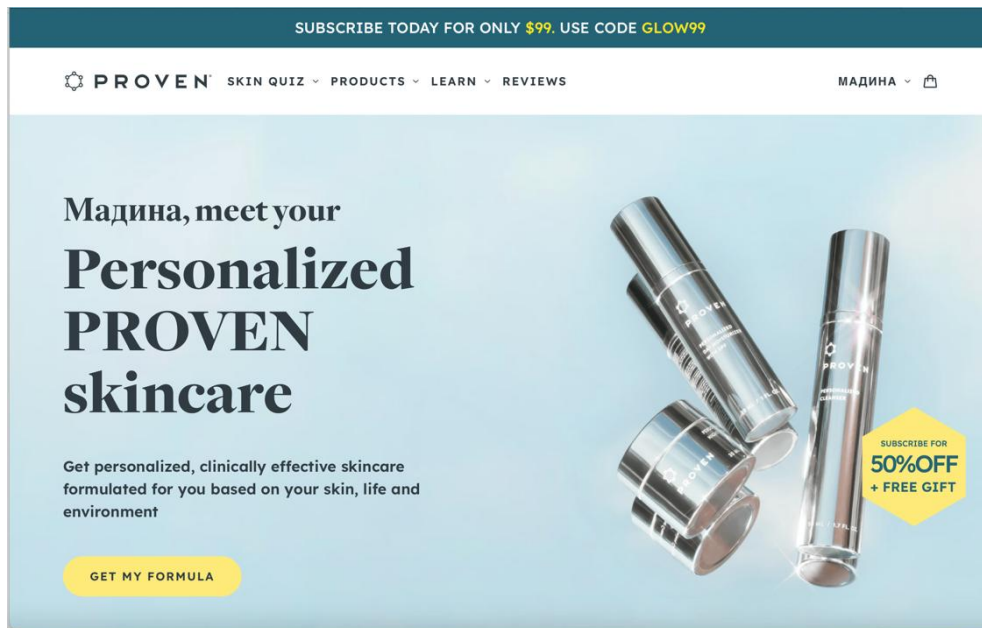 SUBSCRIBE TODAY FOR ONLY $99. USE CODE GLOW99
PROVEN SKIN QUIZ PRODUCTS LEARN REVIEWS МАДИНА
Мадина, meet your
Personalized
PROVEN
skincare
Get personalized, clinically effective skincare
formulated for you based on your skin, life and
environment
GET MY FORMULA
PROVEN
PROVEN
PERSONALIZED
CLEANSER
PROVEN
SUBSCRIBE FOR
50%OFF
+ FREE GIFT